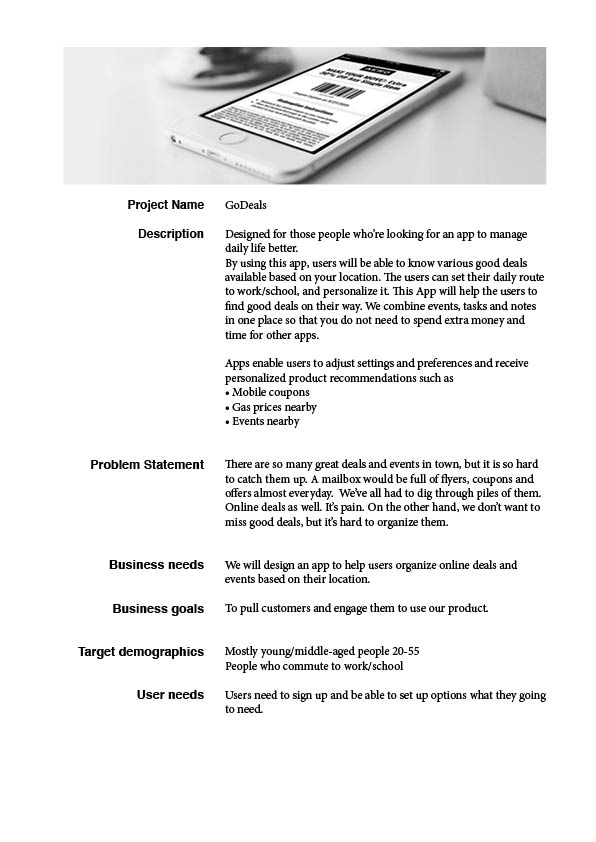 MAKE YOUR MOVE! Extra
30% Off Any Single Item
Redemption Instructions
Project Name GoDeals
Description Designed for those people who’re looking for an app to manage
daily life better.
By using this app, users will be able to know various good deals
available based on your location. The users can set their daily route
to work/school, and personalize it. This App will help the users to
find good deals on their way. We combine events, tasks and notes
in one place so that you do not need to spend extra money and
time for other apps.
Apps enable users to adjust settings and preferences and receive
personalized product recommendations such as
• Mobile coupons
• Gas prices nearby
• Events nearby
Problem Statement There are so many great deals and events in town, but it is so hard
to catch them up. A mailbox would be full of flyers, coupons and
offers almost everyday. We’ve all had to dig through piles of them.
Online deals as well. It’s pain. On the other hand, we don’t want to
miss good deals, but it’s hard to organize them.
Business needs We will design an app to help users organize online deals and
events based on their location.
Business goals To pull customers and engage them to use our product.
Target demographics Mostly young/middle-aged people 20-55
People who commute to work/school
User needs Users need to sign up and be able to set up options what they going
to need.